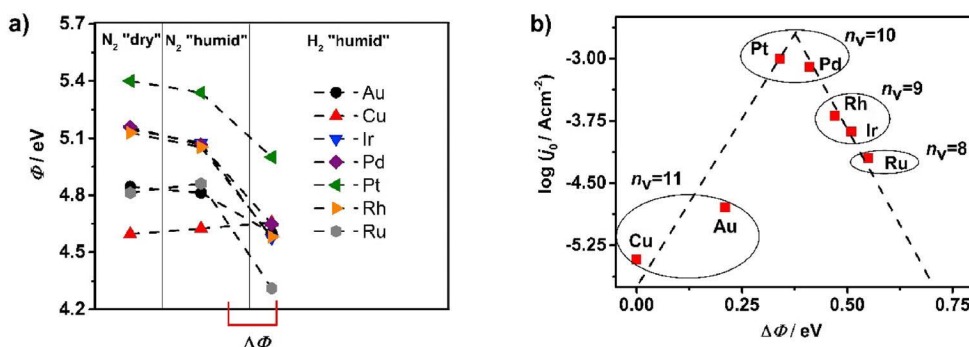 a)
N₂ "dry" N₂ "humid" H₂ "humid"
5.7
5.4
5.1
4.8
4.5
4.2
Φ / eV
Au
Cu
Ir
Pd
Pt
Rh
Ru
ΔΦ
b)
-3.00
-3.75
-4.50
-5.25
log (j₀ / Acm⁻²)
Pt
Pd
nᵥ=10
Rh
nᵥ=9
Ir
Ru
nᵥ=8
nᵥ=11
Au
Cu
0.00 0.25 0.50 0.75
ΔΦ / eV